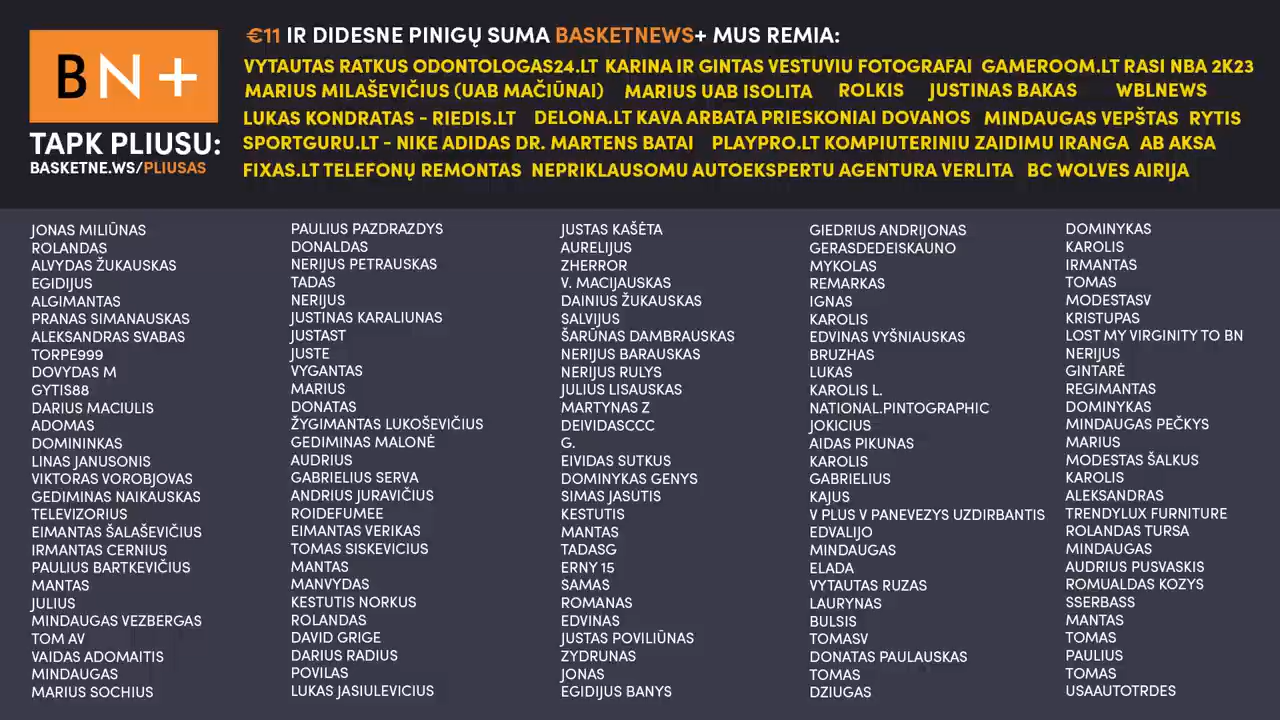 BN+
TAPK PLIUSU:
BASKETNE.WS/PLIUSAS
€11 IR DIDESNE PINIGŲ SUMA BASKETNEWS+ MUS REMIA:
VYTAUTAS RATKUS ODONTOLOGAS24.LT KARINA IR GINTAS VESTUVIU FOTOGRAFAI GAMEROOM.LT RASI NBA 2K23
MARIUS MILAŠEVIČIUS (UAB MAČIŪNAI) MARIUS UAB ISOLITA ROLKIS JUSTINAS BAKAS WBLNEWS
LUKAS KONDRATAS - RIEDIS.LT DELONA.LT KAVA ARBATA PRIESKONIAI DOVANOS MINDAUGAS VEPŠTAS RYTIS
SPORTGURU.LT - NIKE ADIDAS DR. MARTENS BATAI PLAYPRO.LT KOMPIUTERINIU ZAIDIMU IRANGA AB AKSA
FIXAS.LT TELEFONŲ REMONTAS NEPRIKLAUSOMU AUTOEKSPERTU AGENTURA VERLITA BC WOLVES AIRIJA
JONAS MILIŪNAS
ROLANDAS
ALVYDAS ŽUKAUSKAS
EGIDIJUS
ALGIMANTAS
PRANAS SIMANAUSKAS
ALEKSANDRAS SVABAS
TORPE999
DOVYDAS M
GYTIS88
DARIUS MACIULIS
ADOMAS
DOMININKAS
LINAS JANUSONIS
VIKTORAS VOROBJOVAS
GEDIMINAS NAIKAUSKAS
TELEVIZORIUS
EIMANTAS ŠALAŠEVIČIUS
IRMANTAS CERNIUS
PAULIUS BARTKEVIČIUS
MANTAS
JULIUS
MINDAUGAS VEZBERGAS
TOM AV
VAIDAS ADOMAITIS
MINDAUGAS
MARIUS SOCHIUS
PAULIUS PAZDRAZDYS
DONALDAS
NERIJUS PETRAUSKAS
TADAS
NERIJUS
JUSTINAS KARALIUNAS
JUSTAST
JUSTE
VYGANTAS
MARIUS
DONATAS
ŽYGIMANTAS LUKOŠEVIČIUS
GEDIMINAS MALONĖ
AUDRIUS
GABRIELIUS SERVA
ANDRIUS JURAVIČIUS
ROIDEFUMEE
EIMANTAS VERIKAS
TOMAS SISKEVICIUS
MANTAS
MANVYDAS
KESTUTIS NORKUS
ROLANDAS
DAVID GRIGE
DARIUS RADIUS
POVILAS
LUKAS JASIULEVICIUS
JUSTAS KAŠĖTA
AURELIJUS
ZHERROR
V. MACIJAUSKAS
DAINIUS ŽUKAUSKAS
SALVIJUS
ŠARŪNAS DAMBRAUSKAS
NERIJUS BARAUSKAS
NERIJUS RULYS
JULIUS LISAUSKAS
MARTYNAS Z
DEIVIDASCCC
G.
EIVIDAS SUTKUS
DOMINYKAS GENYS
SIMAS JASUTIS
KESTUTIS
MANTAS
TADASG
ERNY 15
SAMAS
ROMANAS
EDVINAS
JUSTAS POVILIŪNAS
ZYDRUNAS
JONAS
EGIDIJUS BANYS
GIEDRIUS ANDRIJONAS
GERASDEDEISKAUNO
MYKOLAS
REMARKAS
IGNAS
KAROLIS
EDVINAS VYŠNIAUSKAS
BRUZHAS
LUKAS
KAROLIS L.
NATIONAL.PINTOGRAPHIC
JOKICIUS
AIDAS PIKUNAS
KAROLIS
GABRIELIUS
KAJUS
V PLUS V PANEVEZYS UZDIRBANTIS
EDVALIJO
MINDAUGAS
ELADA
VYTAUTAS RUZAS
LAURYNAS
BULSIS
TOMASV
DONATAS PAULAUSKAS
TOMAS
DZIUGAS
DOMINYKAS
KAROLIS
IRMANTAS
TOMAS
MODESTASV
KRISTUPAS
LOST MY VIRGINITY TO BN
NERIJUS
GINTARĖ
REGIMANTAS
DOMINYKAS
MINDAUGAS PEČKYS
MARIUS
MODESTAS ŠALKUS
KAROLIS
ALEKSANDRAS
TRENDYLUX FURNITURE
ROLANDAS TURSA
MINDAUGAS
AUDRIUS PUSVASKIS
ROMUALDAS KOZYS
SSERBASS
MANTAS
TOMAS
PAULIUS
TOMAS
USAAUTOTRDES